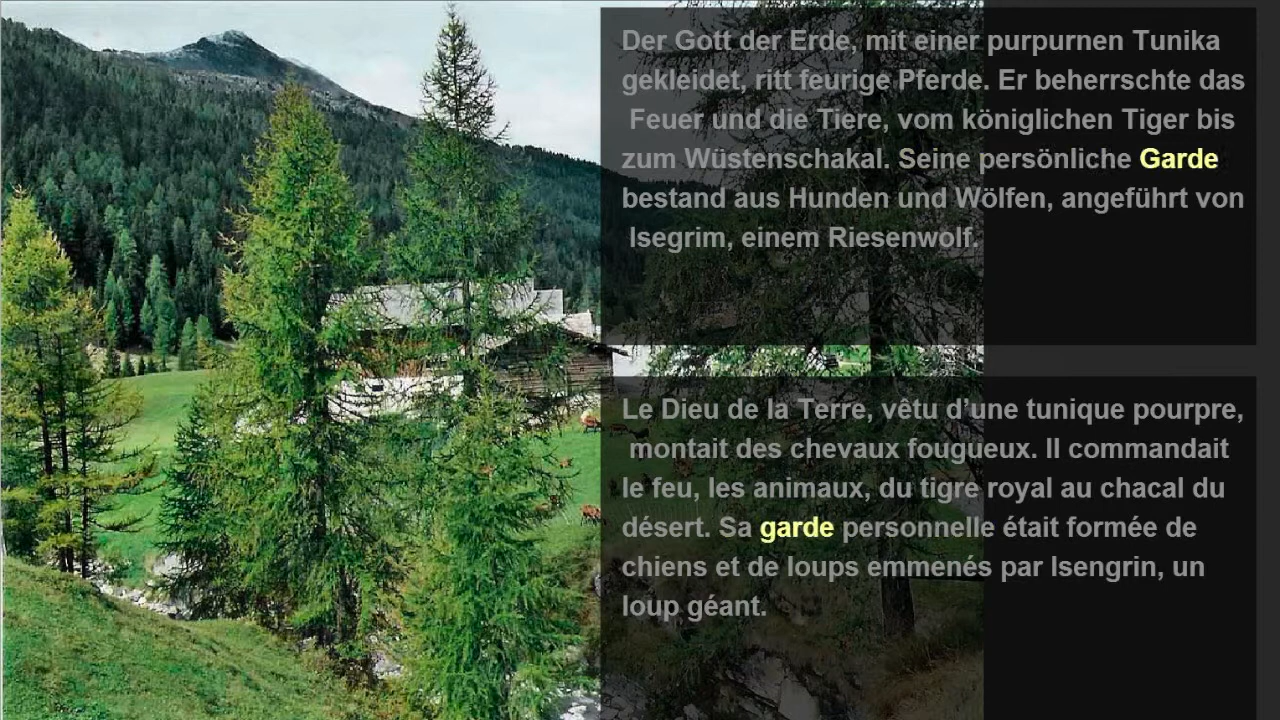 Der Gott der Erde, mit einer purpurnen Tunika
gekleidet, ritt feurige Pferde. Er beherrschte das
Feuer und die Tiere, vom königlichen Tiger bis
zum Wüstenschakal. Seine persönliche Garde
bestand aus Hunden und Wölfen, angeführt von
Isegrim, einem Riesenwolf.
Le Dieu de la Terre, vêtu d'une tunique pourpre,
montait des chevaux fougueux. Il commandait
le feu, les animaux, du tigre royal au chacal du
désert. Sa garde personnelle était formée de
chiens et de loups emmenés par Isengrin, un
loup géant.